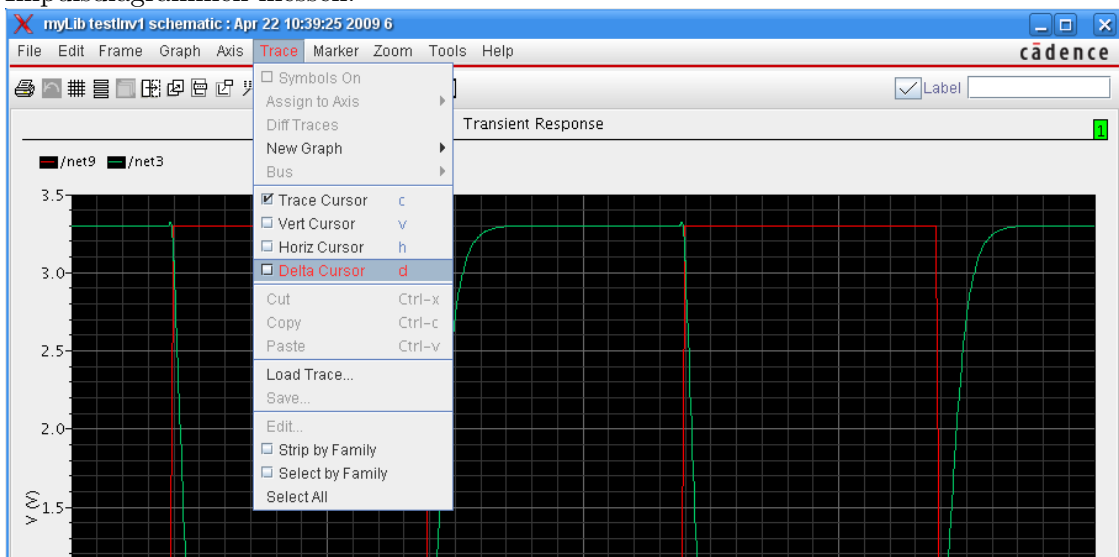 Impulsdiagrammen messen.
myLib testInv1 schematic : Apr 22 10:39:25 2009 6
File Edit Frame Graph Axis Trace Marker Zoom Tools Help
cādence
Label
Symbols On
Assign to Axis
Diff Traces
New Graph
Bus
Trace Cursor c
Vert Cursor v
Horiz Cursor h
Delta Cursor d
Cut Ctrl-x
Copy Ctrl-c
Paste Ctrl-v
Load Trace...
Save...
Edit...
Strip by Family
Select by Family
Select All
Transient Response
1
/net9 /net3
3.5
3.0
2.5
2.0
1.5
V (V)